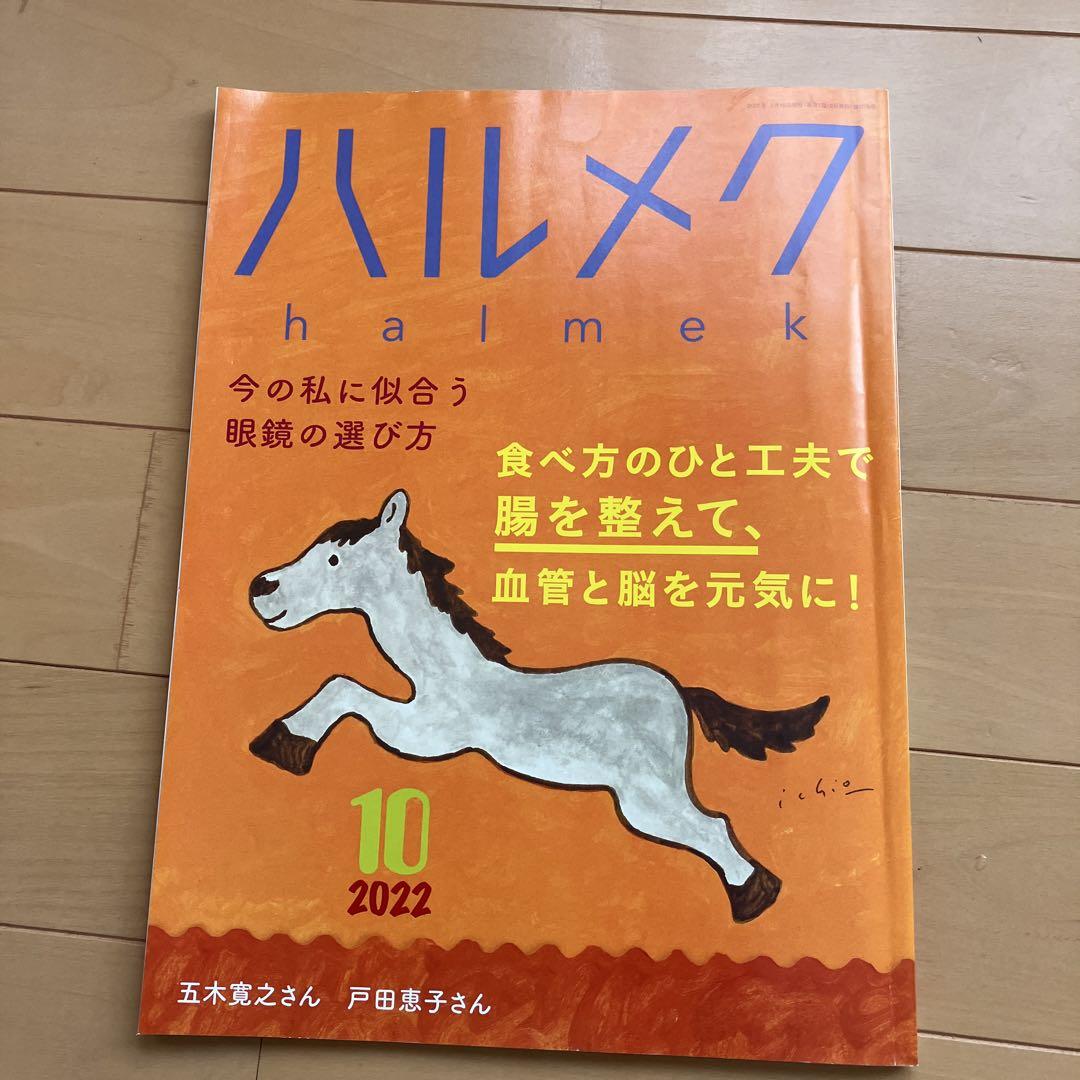 ハルメク
halmek
今の私に似合う
眼鏡の選び方
食べ方のひと工夫で
腸を整えて、
血管と脳を元気に!
ichio
10
2022
五木寛之さん 戸田恵子さん